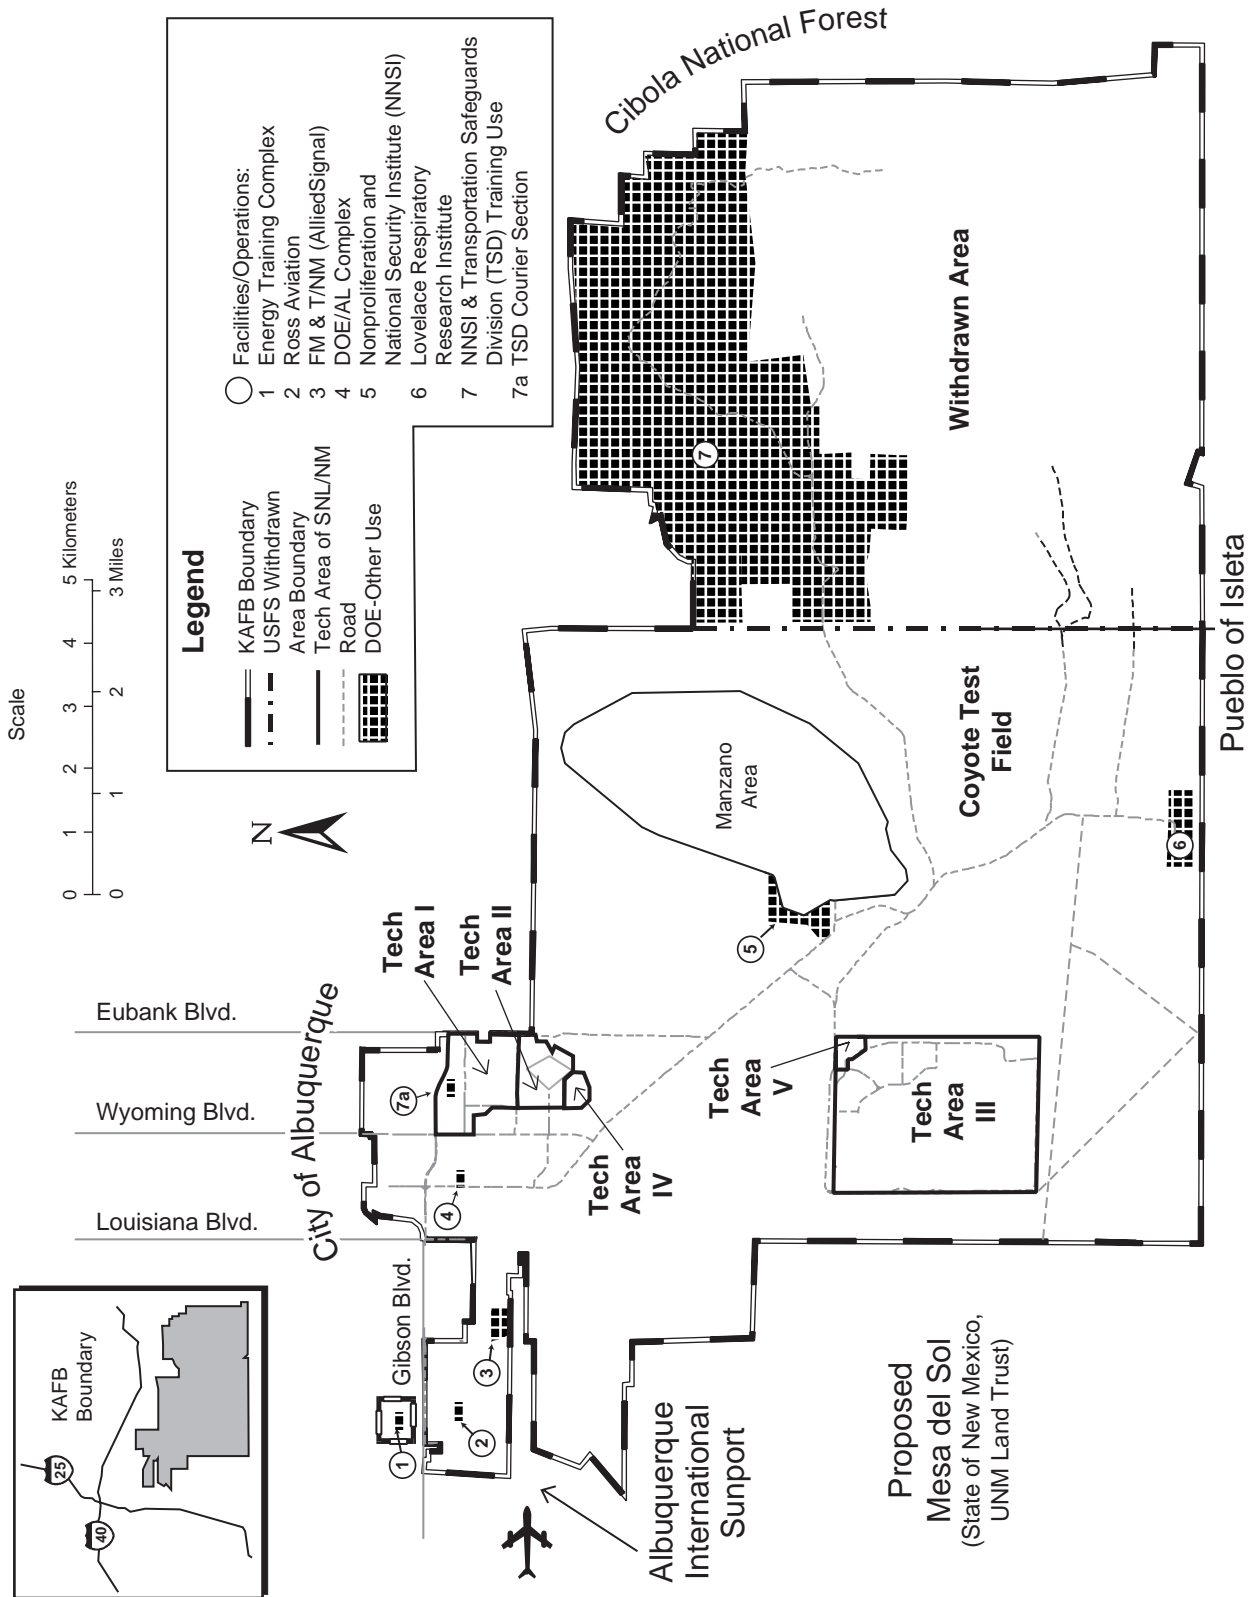 KAFB
Boundary
25
40
Scale
0 1 2 3 4 5 Kilometers
0 1 2 3 Miles
N
Legend
KAFB Boundary
USFS Withdrawn
Area Boundary
Tech Area of SNL/NM
Road
DOE-Other Use
Facilities/Operations:
1 Energy Training Complex
2 Ross Aviation
3 FM & T/NM (AlliedSignal)
4 DOE/AL Complex
5 Nonproliferation and
National Security Institute (NNSI)
6 Lovelace Respiratory
Research Institute
7 NNSI & Transportation Safeguards
Division (TSD) Training Use
7a TSD Courier Section
Louisiana Blvd.
Wyoming Blvd.
Eubank Blvd.
City of Albuquerque
Gibson Blvd.
Cibola National Forest
1
2
3
4
7a
Tech
Area I
Tech
Area II
Tech
Area
IV
Albuquerque
International
Sunport
5
Manzano
Area
7
Tech
Area
V
Tech
Area
III
Coyote Test
Field
Withdrawn Area
6
Proposed
Mesa del Sol
(State of New Mexico,
UNM Land Trust)
Pueblo of Isleta